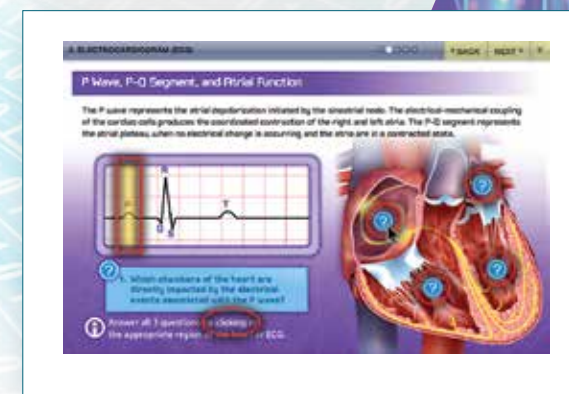 2. ELECTROCARDIOGRAM (ECG)
BACK NEXT X
P Wave, P-Q Segment, and Atrial Function
The P wave represents the atrial depolarization initiated by the sinoatrial node. The electrical-mechanical coupling
of the cardiac cells produces the coordinated contraction of the right and left atria. The P-Q segment represents
the atrial plateau, when no electrical change is occurring and the atria are in a contracted state.
R
P
T
Q
S
?
?
?
?
?
1. Which chambers of the heart are
directly impacted by the electrical
events associated with the P wave?
i
Answer all 3 questions by clicking on
the appropriate region of the heart or ECG.